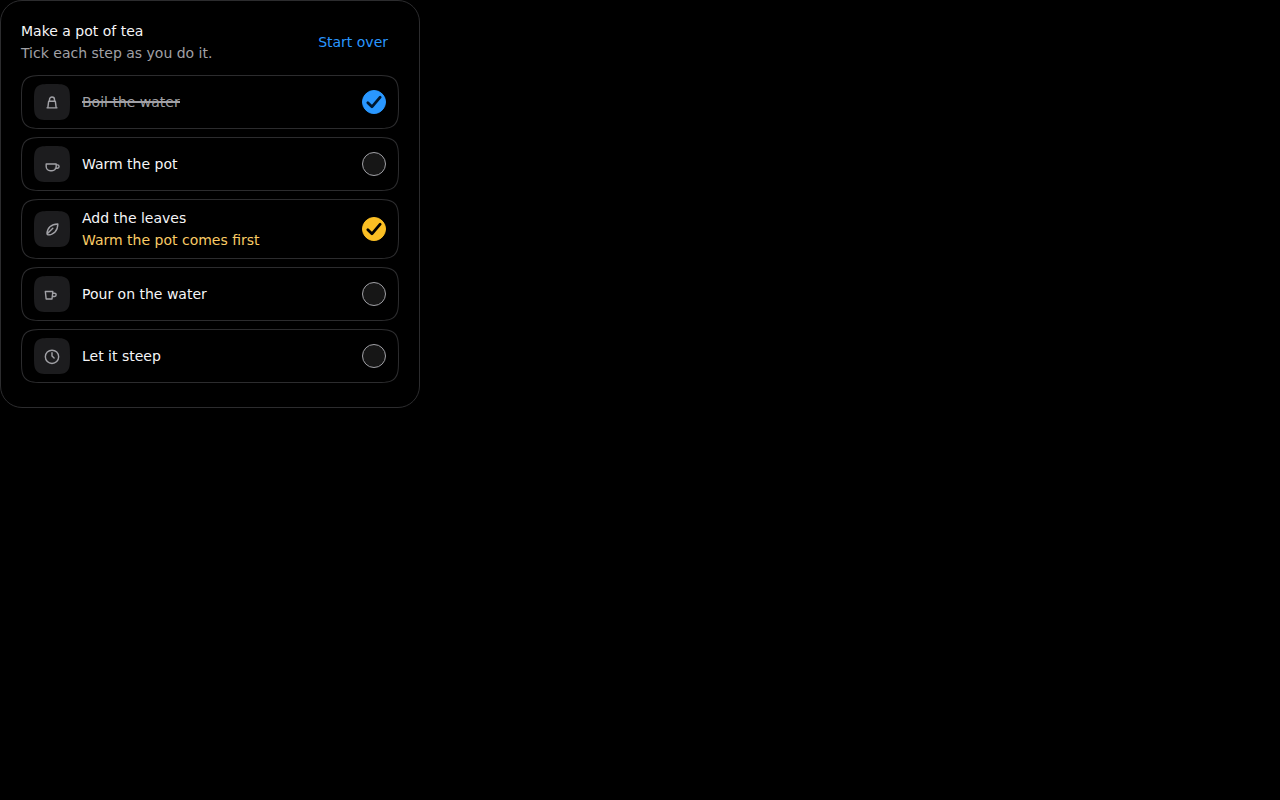 Make a pot of tea
Tick each step as you do it.
Start over
Boil the water
Warm the pot
Add the leaves
Warm the pot comes first
Pour on the water
Let it steep